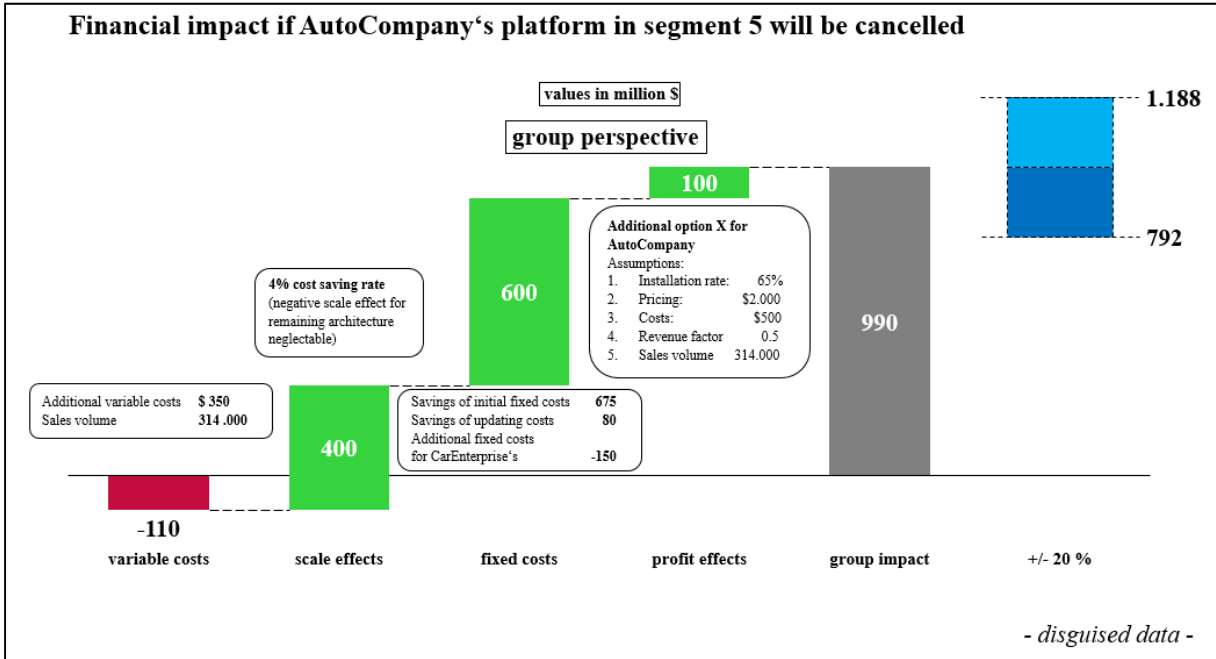 Financial impact if AutoCompany‘s platform in segment 5 will be cancelled
values in million $
group perspective
1.188
792
100
Additional option X for
AutoCompany
Assumptions:
1. Installation rate: 65%
2. Pricing: $2.000
3. Costs: $500
4. Revenue factor 0.5
5. Sales volume 314.000
4% cost saving rate
(negative scale effect for
remaining architecture
neglectable)
600
990
Additional variable costs $ 350
Sales volume 314 .000
Savings of initial fixed costs 675
Savings of updating costs 80
Additional fixed costs
for CarEnterprise‘s -150
400
-110
variable costs scale effects fixed costs profit effects group impact +/- 20 %
- disguised data -